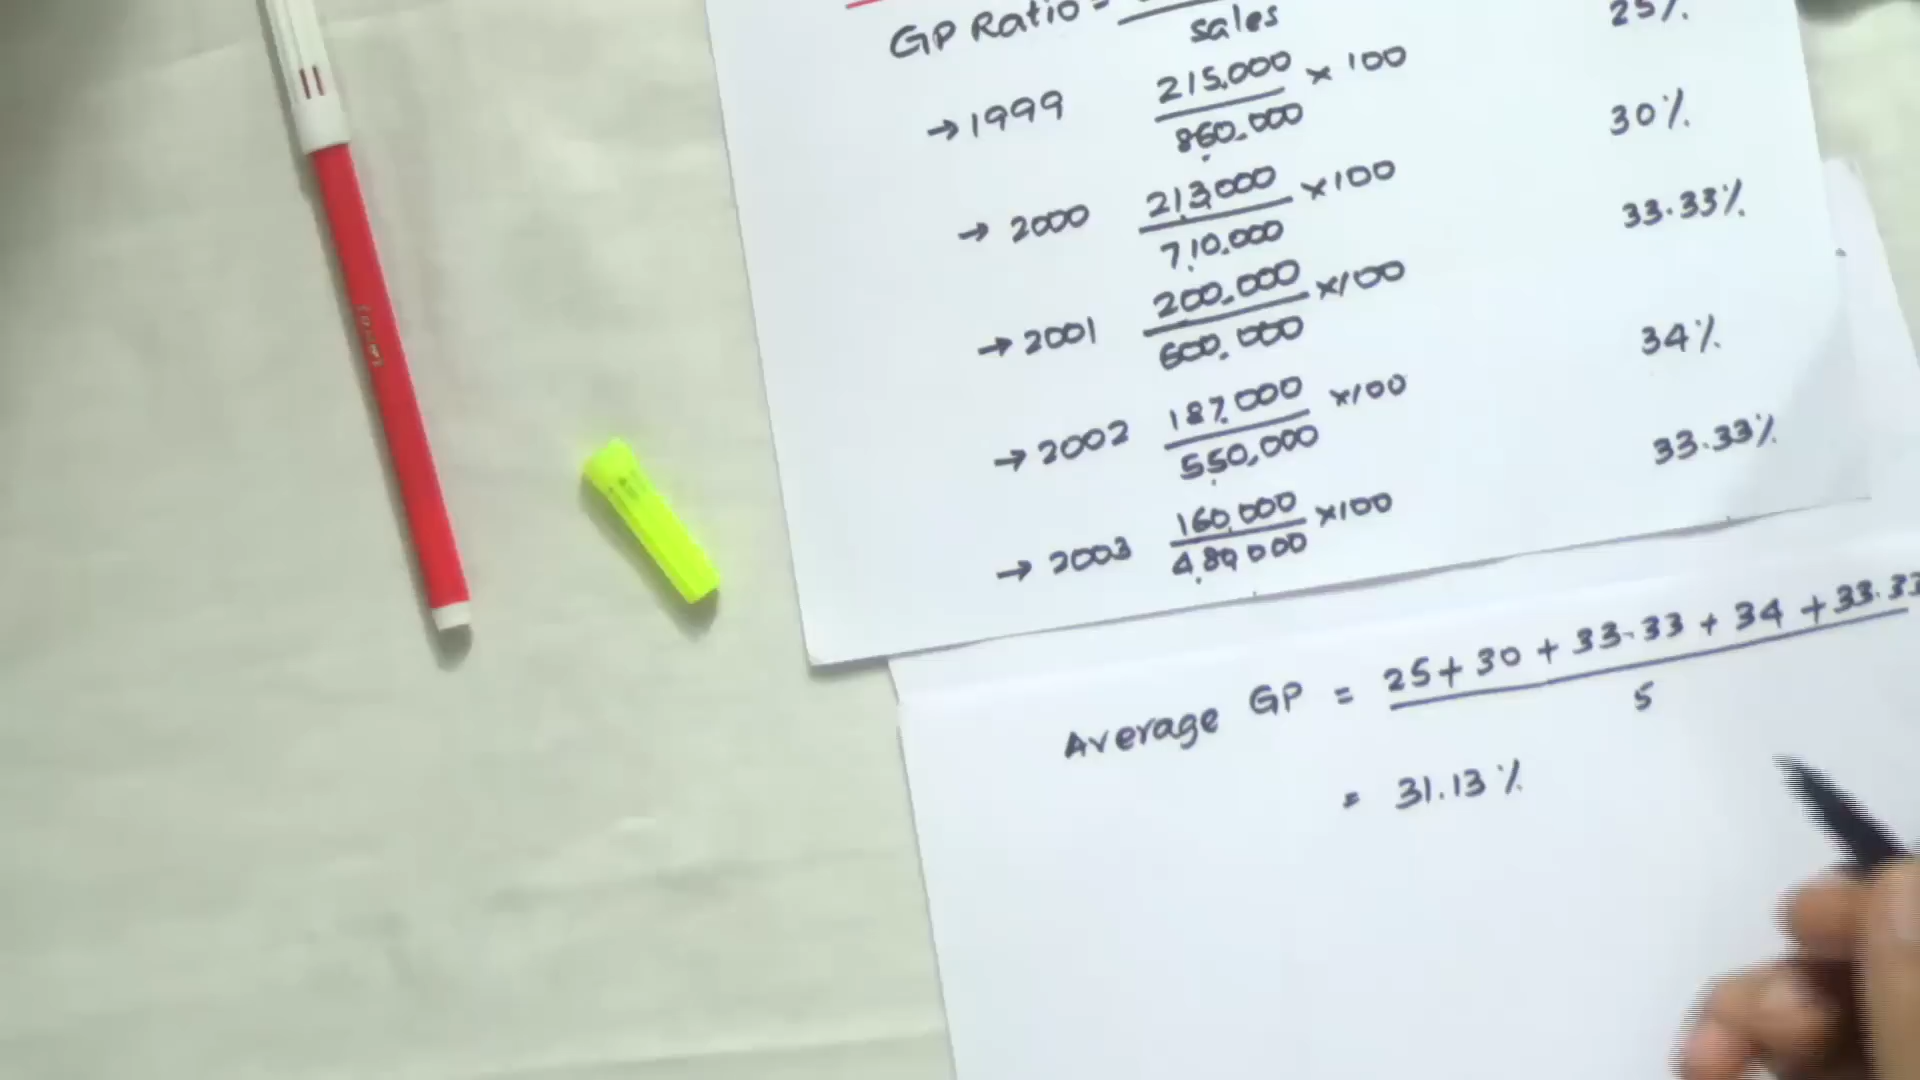 GP Ratio =
sales
→ 1999 215,000 / 860,000 × 100 25%
→ 2000 213,000 / 710,000 × 100 30%
→ 2001 200,000 / 600,000 × 100 33.33%
→ 2002 187,000 / 550,000 × 100 34%
→ 2003 160,000 / 480,000 × 100 33.33%
Average GP = 25 + 30 + 33.33 + 34 + 33.33 / 5
= 31.13%